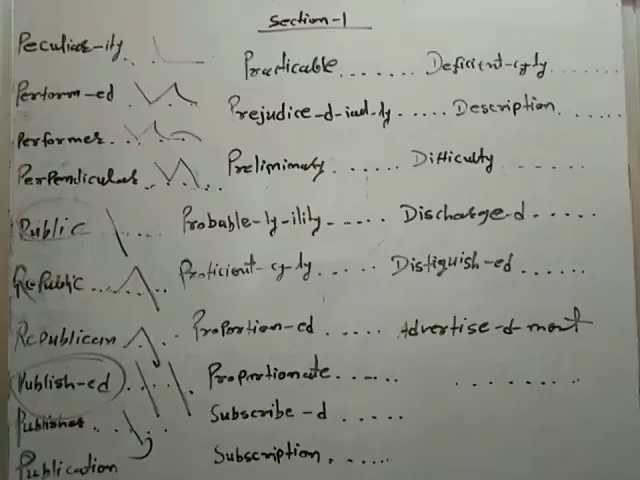 Section-1
Peculiar-ity
Perform-ed
Performer
Perpendicular
Public
Republic
Republican
Publish-ed
Publisher
Publication
Practicable
Prejudice-d-iad-ly
Preliminary
Probable-ly-ility
Proficient-cy-ly
Proportion-ed
Proportionate
Subscribe-d
Subscription
Deficient-cy-ly
Description
Difficulty
Discharge-d
Distiguish-ed
Advertise-d-ment